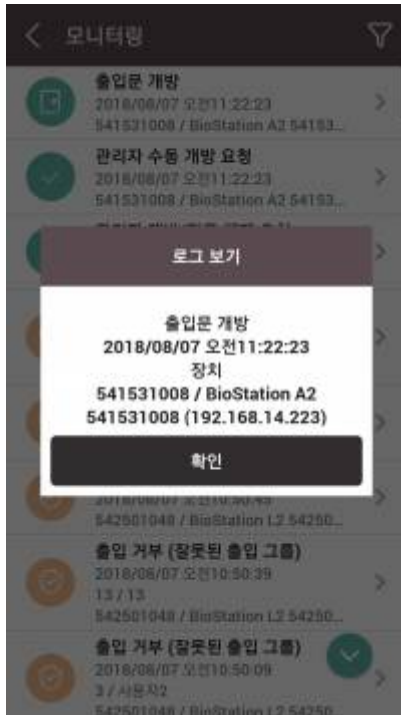 모니터링
출입문 개방
2018/08/07 오전11:22:23
541531008 / BioStation A2 54153...
관리자 수동 개방 요청
2018/08/07 오전11:22:23
541531008 / BioStation A2 54153...
로그 보기
출입문 개방
2018/08/07 오전11:22:23
장치
541531008 / BioStation A2
541531008 (192.168.14.223)
확인
2018/08/07 오전10:50:45
542501048 / BioStation L2 54250...
출입 거부 (잘못된 출입 그룹)
2018/08/07 오전10:50:39
13 / 13
542501048 / BioStation L2 54250...
출입 거부 (잘못된 출입 그룹)
2018/08/07 오전10:50:09
3 / 사용자2
542501048 / BioStation L2 54250